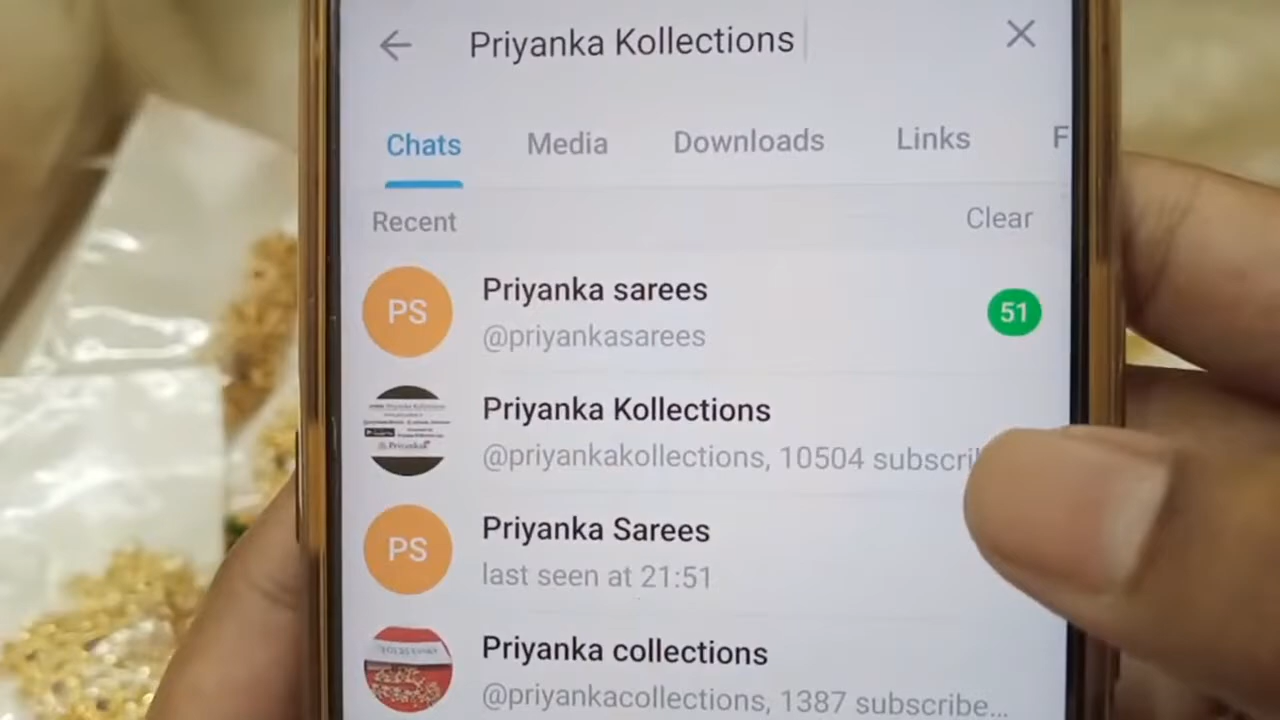 Priyanka Kollections
Chats Media Downloads Links F
Recent Clear
PS
Priyanka sarees
@priyankasarees
51
Priyanka Kollections
@priyankakollections, 10504 subscri
PS
Priyanka Sarees
last seen at 21:51
Priyanka collections
@priyankacollections, 1387 subscribe...